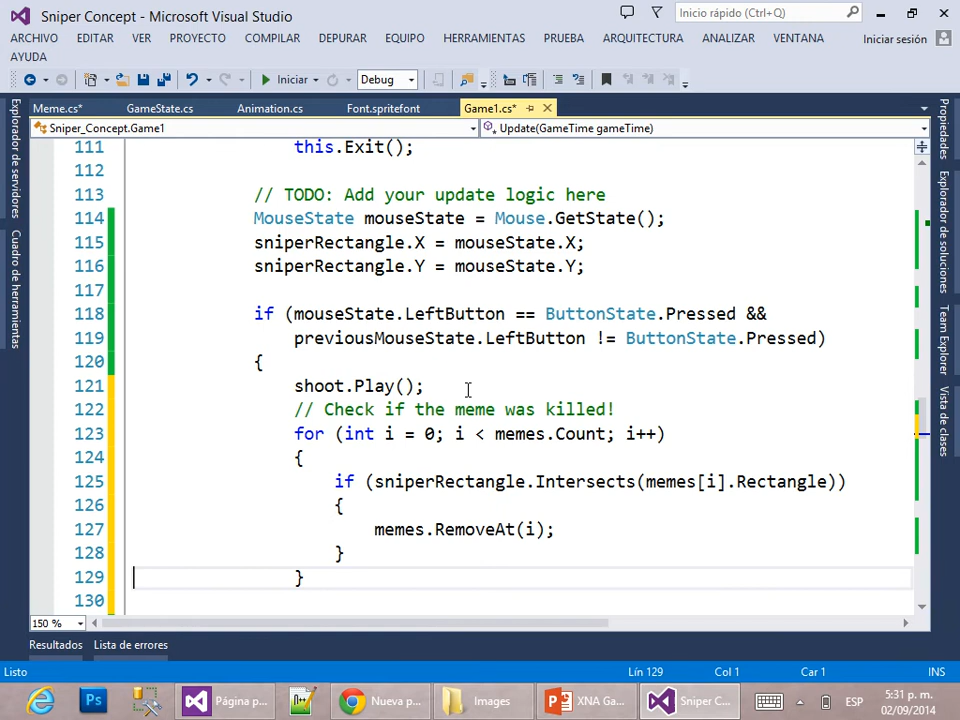 Sniper Concept - Microsoft Visual Studio
Inicio rápido (Ctrl+Q)
ARCHIVO EDITAR VER PROYECTO COMPILAR DEPURAR EQUIPO HERRAMIENTAS PRUEBA ARQUITECTURA ANALIZAR VENTANA Iniciar sesión
AYUDA
Iniciar Debug
Meme.cs* GameState.cs Animation.cs Font.spritefont Game1.cs*
Sniper_Concept.Game1 Update(GameTime gameTime)
111 this.Exit();
112
113 // TODO: Add your update logic here
114 MouseState mouseState = Mouse.GetState();
115 sniperRectangle.X = mouseState.X;
116 sniperRectangle.Y = mouseState.Y;
117
118 if (mouseState.LeftButton == ButtonState.Pressed &&
119 previousMouseState.LeftButton != ButtonState.Pressed)
120 {
121 shoot.Play();
122 // Check if the meme was killed!
123 for (int i = 0; i < memes.Count; i++)
124 {
125 if (sniperRectangle.Intersects(memes[i].Rectangle))
126 {
127 memes.RemoveAt(i);
128 }
129 }
130
Explorador de servidores
Cuadro de herramientas
Propiedades
Explorador de soluciones
Team Explorer
Vista de clases
150 %
Resultados Lista de errores
Listo Lín 129 Col 1 Car 1 INS
Página p... Nueva p... Images XNA Ga... Sniper C... ESP 5:31 p. m.
02/09/2014